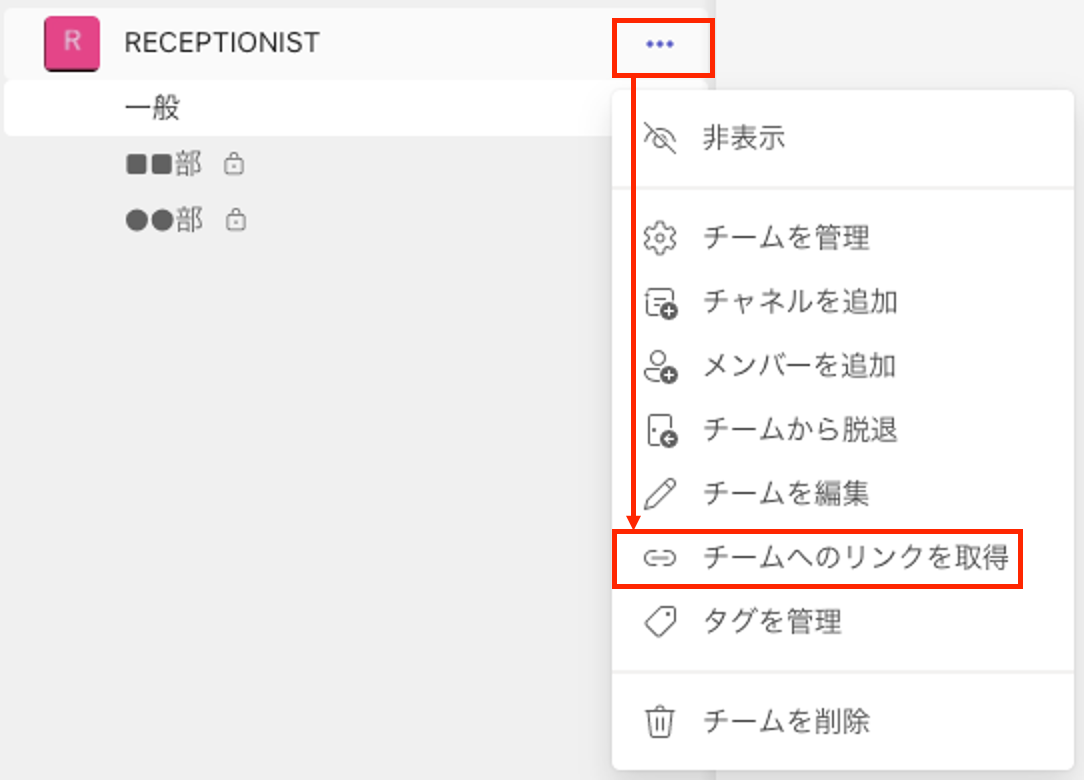 R
RECEPTIONIST
一般
■■部
●●部
非表示
チームを管理
チャネルを追加
メンバーを追加
チームから脱退
チームを編集
チームへのリンクを取得
タグを管理
チームを削除